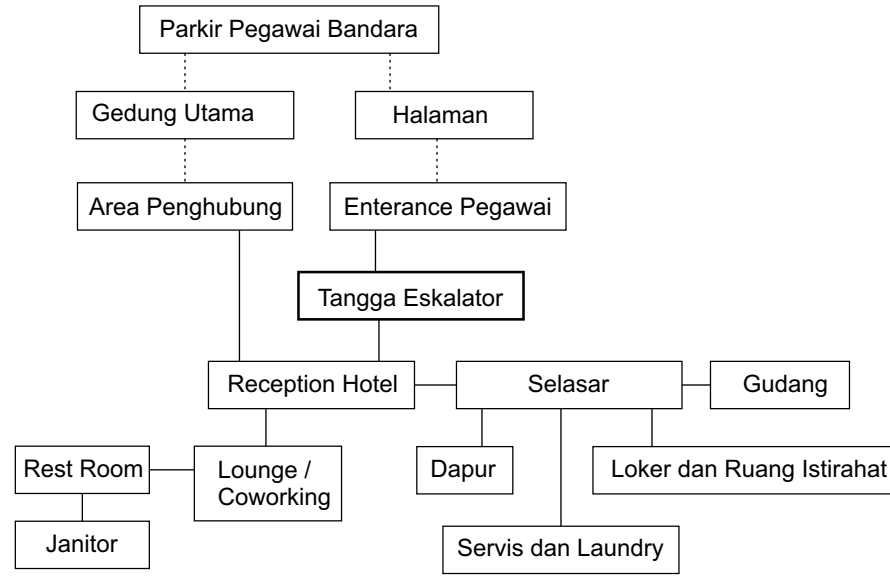 Parkir Pegawai Bandara
Gedung Utama
Halaman
Area Penghubung
Enterance Pegawai
Tangga Eskalator
Reception Hotel
Selasar
Gudang
Rest Room
Lounge /
Coworking
Dapur
Loker dan Ruang Istirahat
Janitor
Servis dan Laundry